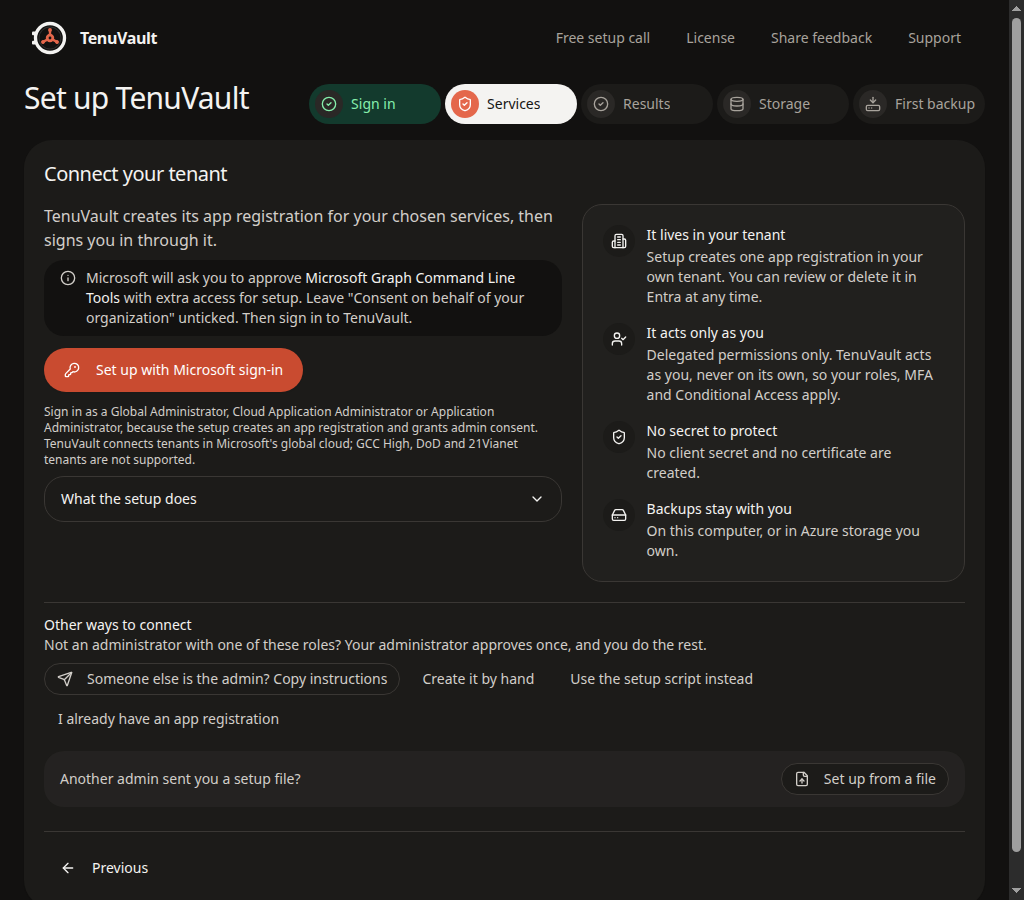 TenuVault
Free setup call
License
Share feedback
Support
Set up TenuVault
Sign in
Services
Results
Storage
First backup
Connect your tenant
TenuVault creates its app registration for your chosen services, then
signs you in through it.
Microsoft will ask you to approve Microsoft Graph Command Line
Tools with extra access for setup. Leave "Consent on behalf of your
organization" unticked. Then sign in to TenuVault.
Set up with Microsoft sign-in
Sign in as a Global Administrator, Cloud Application Administrator or Application
Administrator, because the setup creates an app registration and grants admin consent.
TenuVault connects tenants in Microsoft's global cloud; GCC High, DoD and 21Vianet
tenants are not supported.
What the setup does
It lives in your tenant
Setup creates one app registration in your
own tenant. You can review or delete it in
Entra at any time.
It acts only as you
Delegated permissions only. TenuVault acts
as you, never on its own, so your roles, MFA
and Conditional Access apply.
No secret to protect
No client secret and no certificate are
created.
Backups stay with you
On this computer, or in Azure storage you
own.
Other ways to connect
Not an administrator with one of these roles? Your administrator approves once, and you do the rest.
Someone else is the admin? Copy instructions
Create it by hand
Use the setup script instead
I already have an app registration
Another admin sent you a setup file?
Set up from a file
Previous